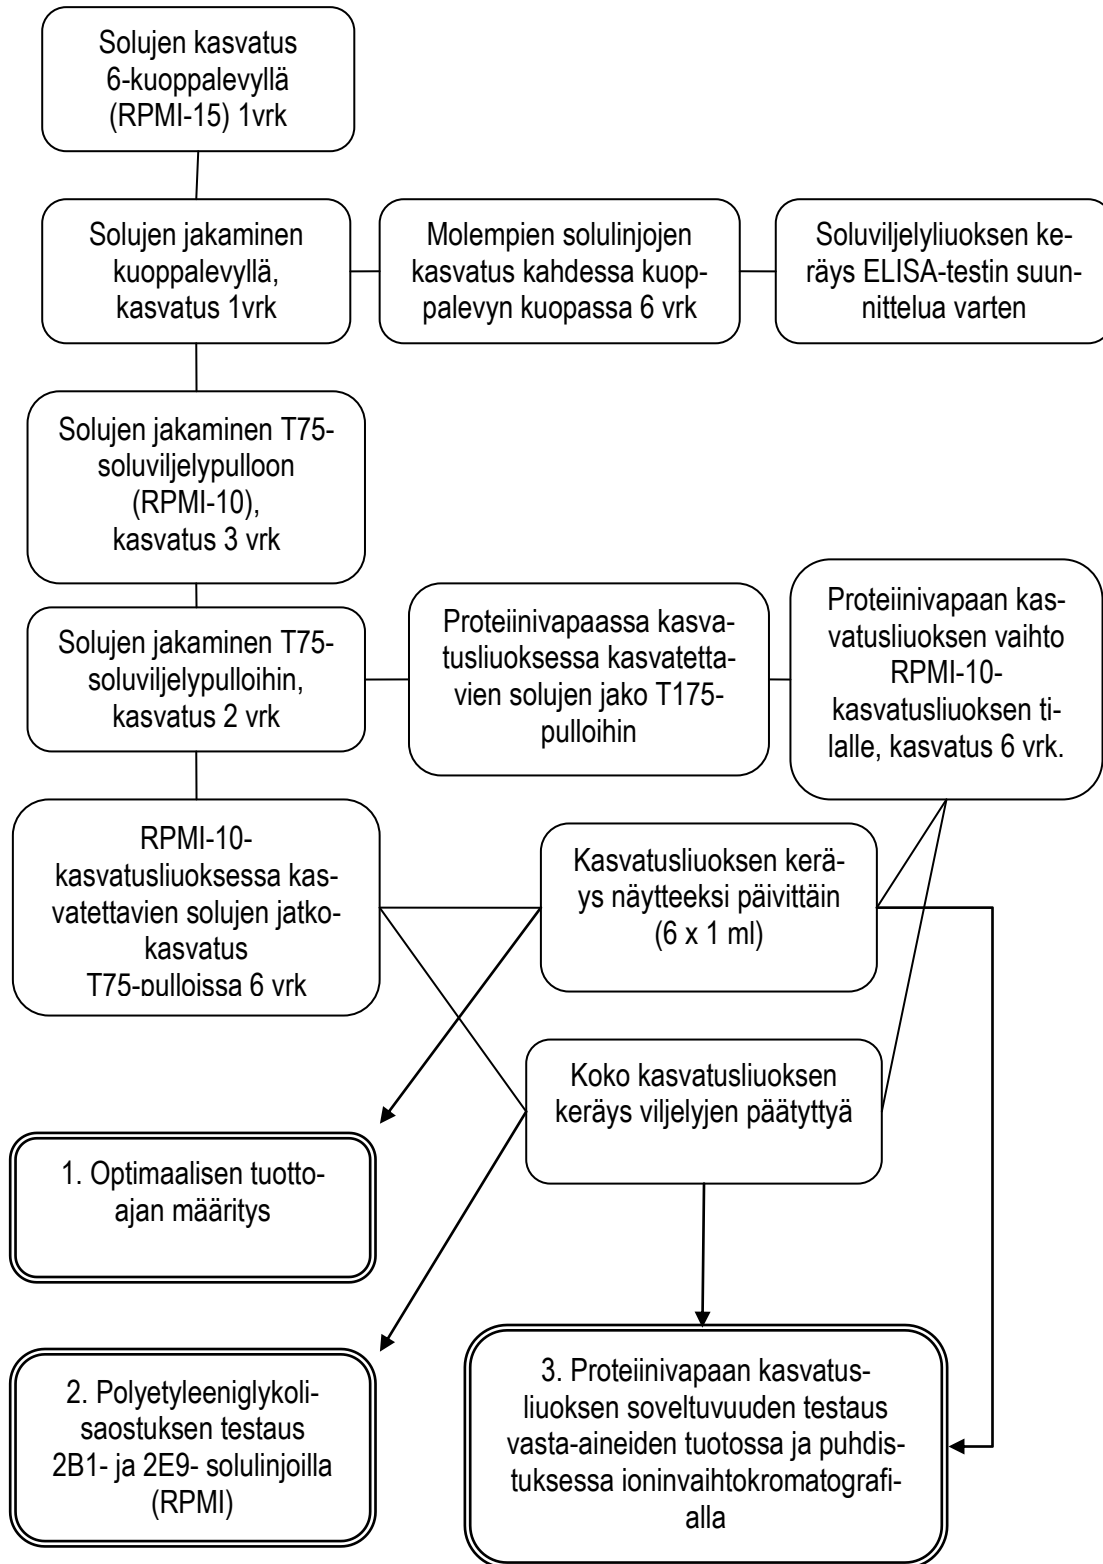 Solujen kasvatus
6-kuoppalevyllä
(RPMI-15) 1vrk
Solujen jakaminen
kuoppalevyllä,
kasvatus 1vrk
Molempien solulinjojen
kasvatus kahdessa kuop-
palevyn kuopassa 6 vrk
Soluviljelyliuoksen ke-
räys ELISA-testin suun-
nittelua varten
Solujen jakaminen T75-
soluviljelypulloon
(RPMI-10),
kasvatus 3 vrk
Solujen jakaminen T75-
soluviljelypulloihin,
kasvatus 2 vrk
Proteiinivapaassa kasva-
tusliuoksessa kasvatetta-
vien solujen jako T175-
pulloihin
Proteiinivapaan kas-
vatusliuoksen vaihto
RPMI-10-
kasvatusliuoksen ti-
lalle, kasvatus 6 vrk.
RPMI-10-
kasvatusliuoksessa kas-
vatettavien solujen jatko-
kasvatus
T75-pulloissa 6 vrk
Kasvatusliuoksen kerä-
ys näytteeksi päivittäin
(6 x 1 ml)
Koko kasvatusliuoksen
keräys viljelyjen päätyttyä
1. Optimaalisen tuotto-
ajan määritys
2. Polyetyleeniglykoli-
saostuksen testaus
2B1- ja 2E9- solulinjoilla
(RPMI)
3. Proteiinivapaan kasvatus-
liuoksen soveltuvuuden testaus
vasta-aineiden tuotossa ja puhdis-
tuksessa ioninvaihtokromatografi-
alla